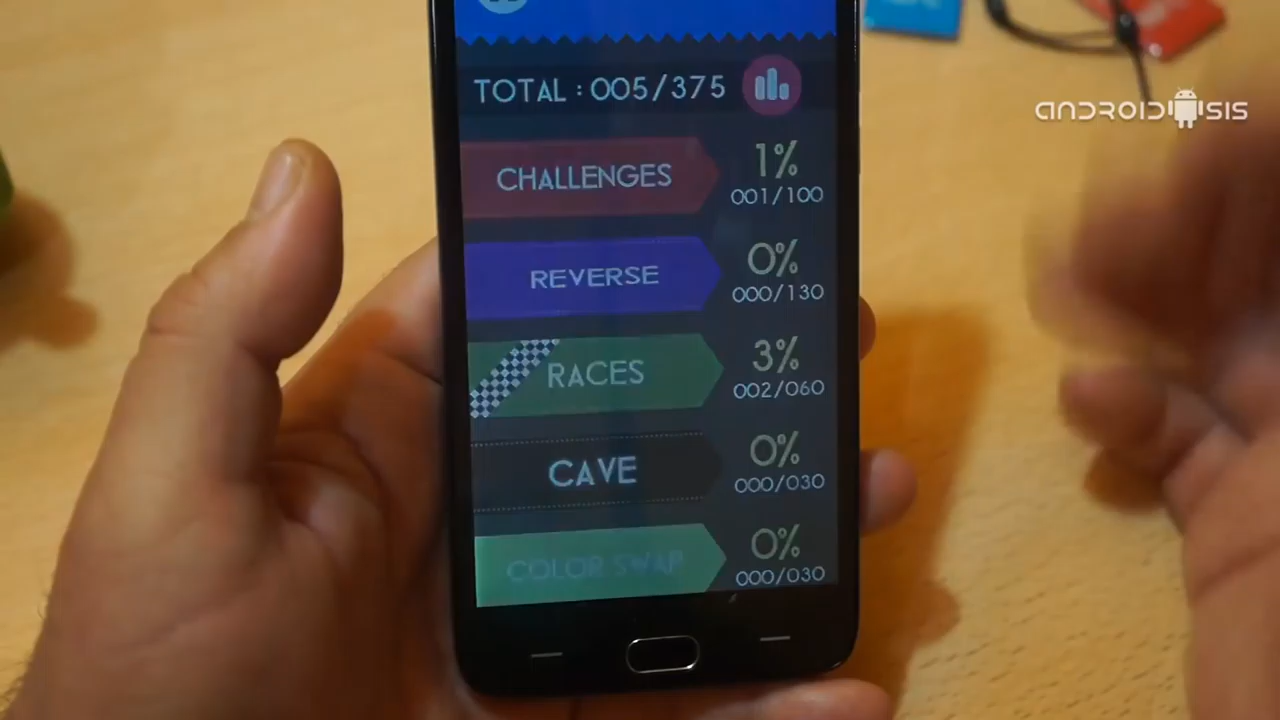 TOTAL : 005/375
ANDROIDSIS
CHALLENGES
1%
001/100
REVERSE
0%
000/130
RACES
3%
002/060
CAVE
0%
000/030
COLOR SWAP
0%
000/030